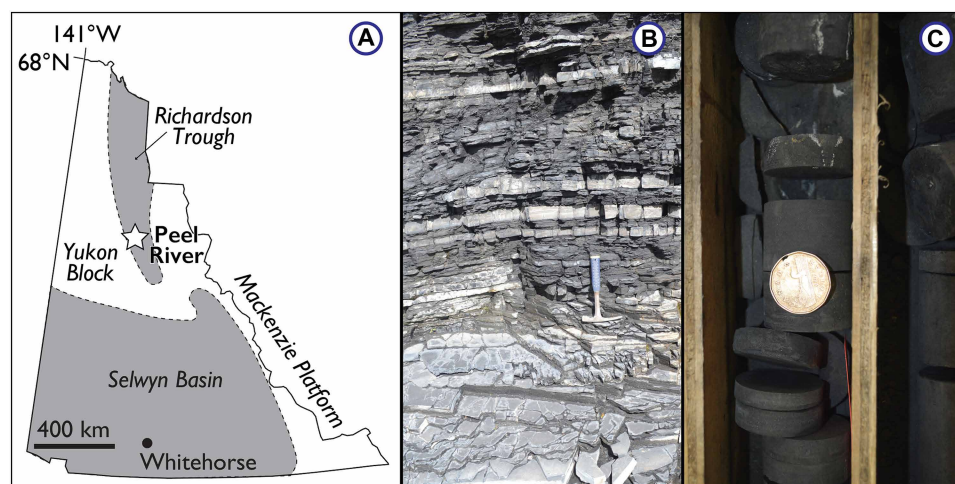 A
141°W
68°N
Richardson
Trough
Peel
River
Yukon
Block
Mackenzie Platform
Selwyn Basin
400 km
Whitehorse
B
C